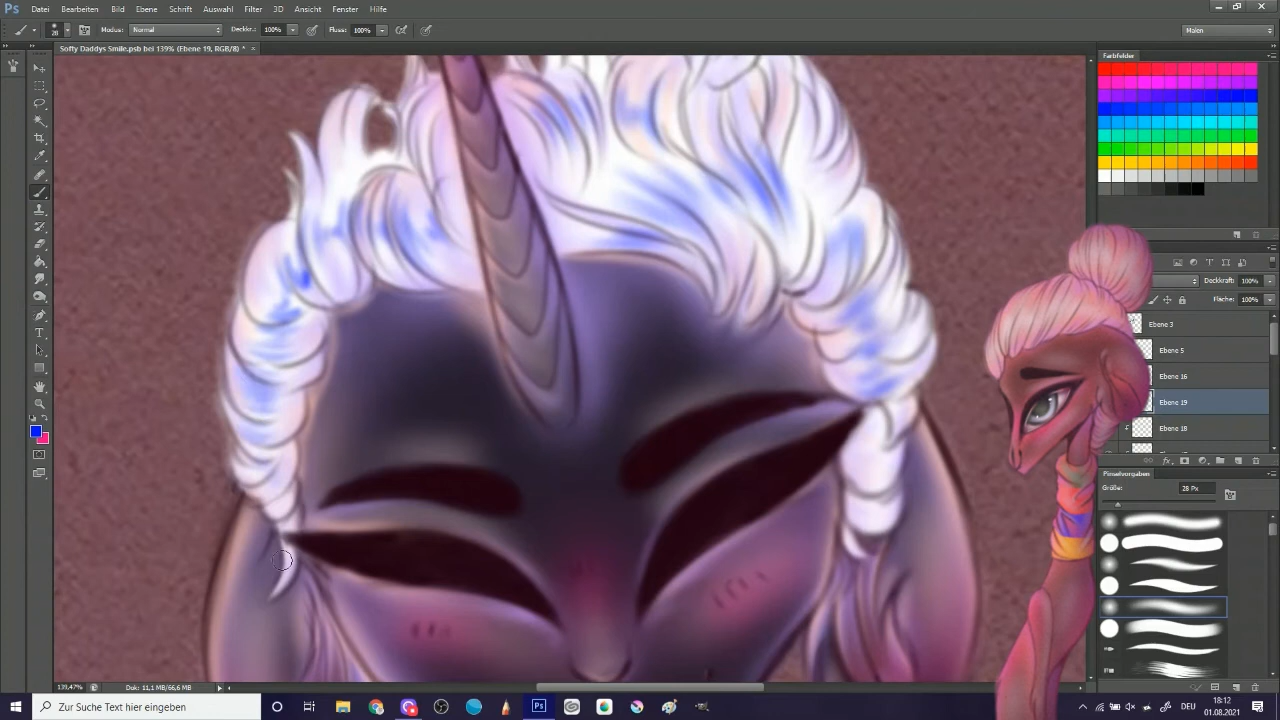 Ps Datei Bearbeiten Bild Ebene Schrift Auswahl Filter 3D Ansicht Fenster Hilfe
28 Modus: Normal Deckkr.: 100% Fluss: 100% Malen
Softy Daddys Smile.psb bei 139% (Ebene 19, RGB/8) * ×
Farbfelder
Deckkraft: 100%
Fläche: 100%
Ebene 3
Ebene 5
Ebene 16
Ebene 19
Ebene 18
Pinselvorgaben
Größe: 28 Px
139,47% Dok: 11,1 MB/66,6 MB
Zur Suche Text hier eingeben
Ps
DEU
18:12
01.08.2021